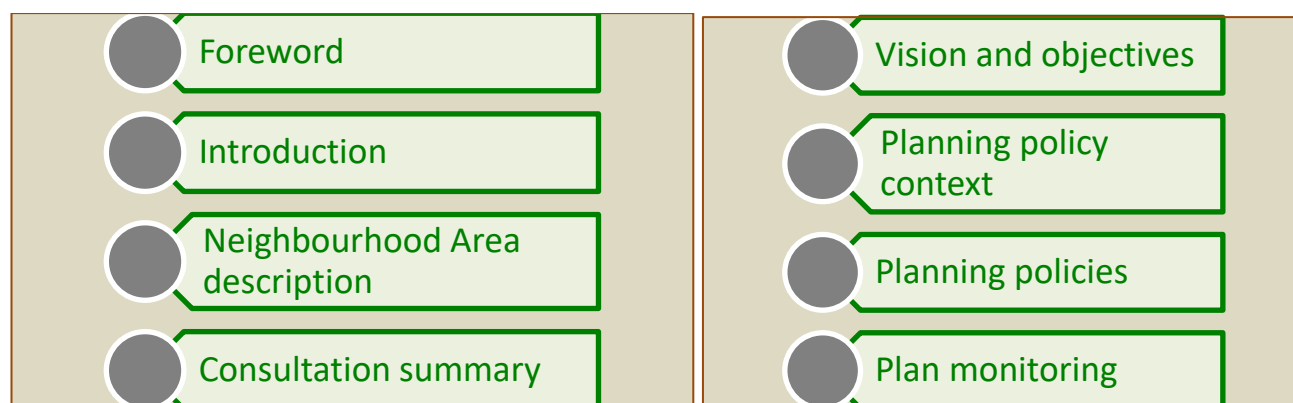 Foreword
Introduction
Neighbourhood Area
description
Consultation summary
Vision and objectives
Planning policy
context
Planning policies
Plan monitoring